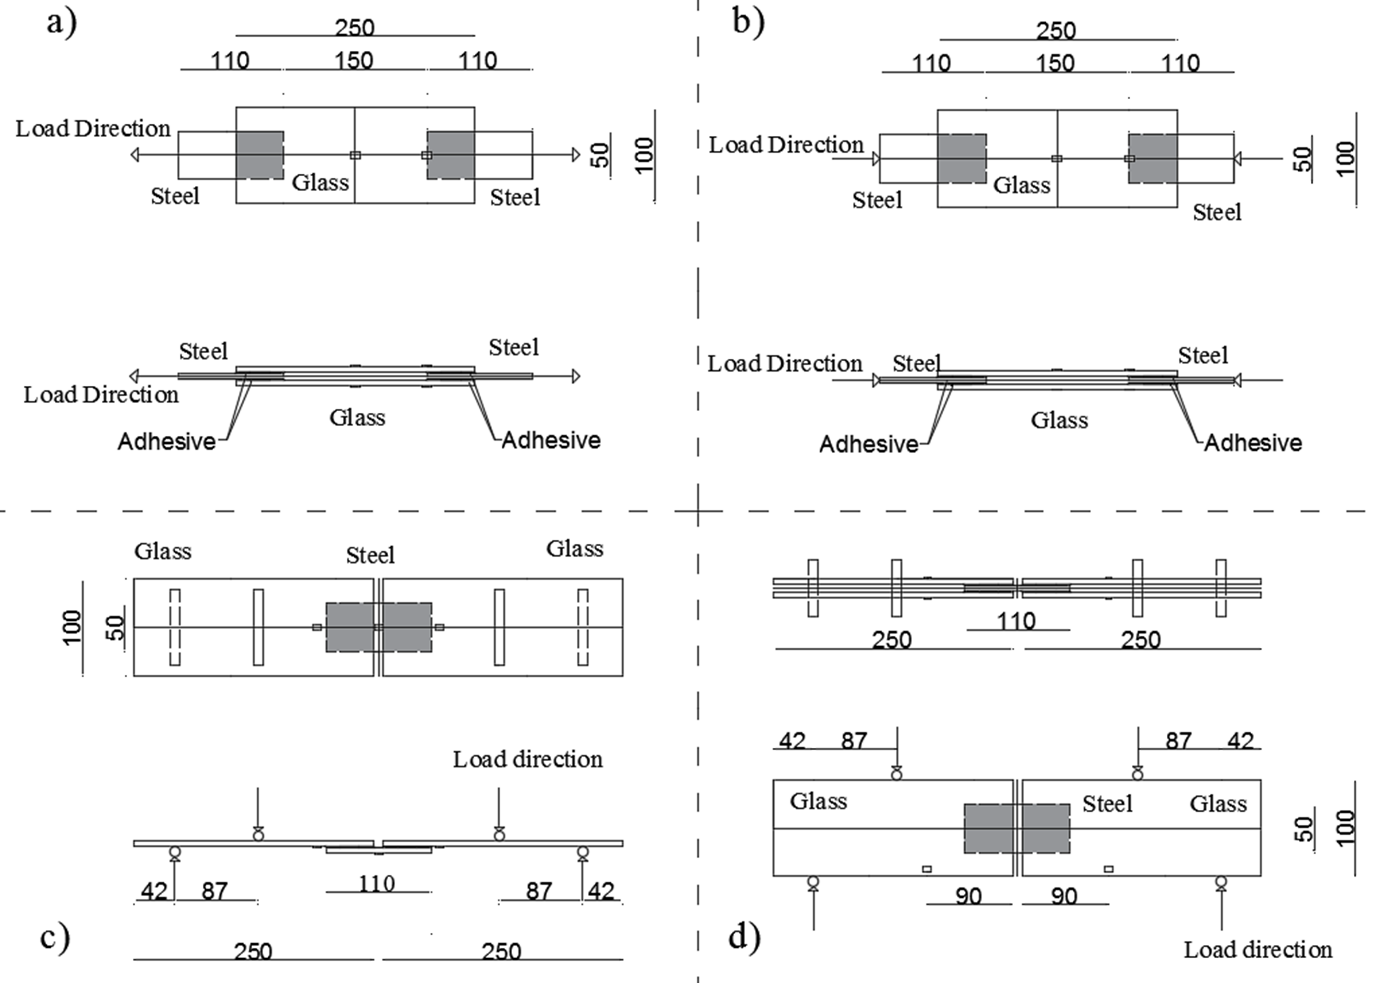 a)
250
110 150 110
Load Direction
Steel
Glass
Steel
50
100
Steel
Steel
Load Direction
Glass
Adhesive
Adhesive
b)
250
110 150 110
Load Direction
Steel
Glass
Steel
50
100
Load Direction
Steel
Steel
Glass
Adhesive
Adhesive
Glass
Steel
Glass
100
50
Load direction
42 87
110
87 42
c)
250
250
110
250
250
42 87
87 42
Glass
Steel
Glass
50
100
90
90
d)
Load direction